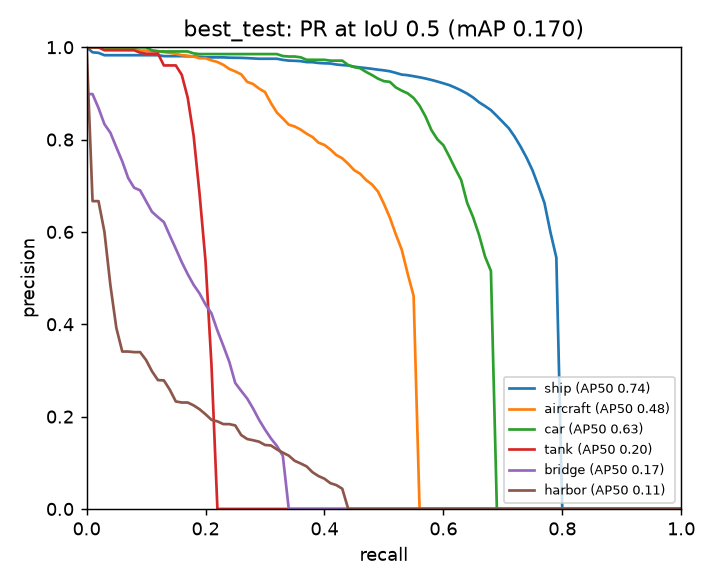 best_test: PR at IoU 0.5 (mAP 0.170)
1.0
0.8
0.6
0.4
0.2
0.0
precision
ship (AP50 0.74)
aircraft (AP50 0.48)
car (AP50 0.63)
tank (AP50 0.20)
bridge (AP50 0.17)
harbor (AP50 0.11)
0.0 0.2 0.4 0.6 0.8 1.0
recall